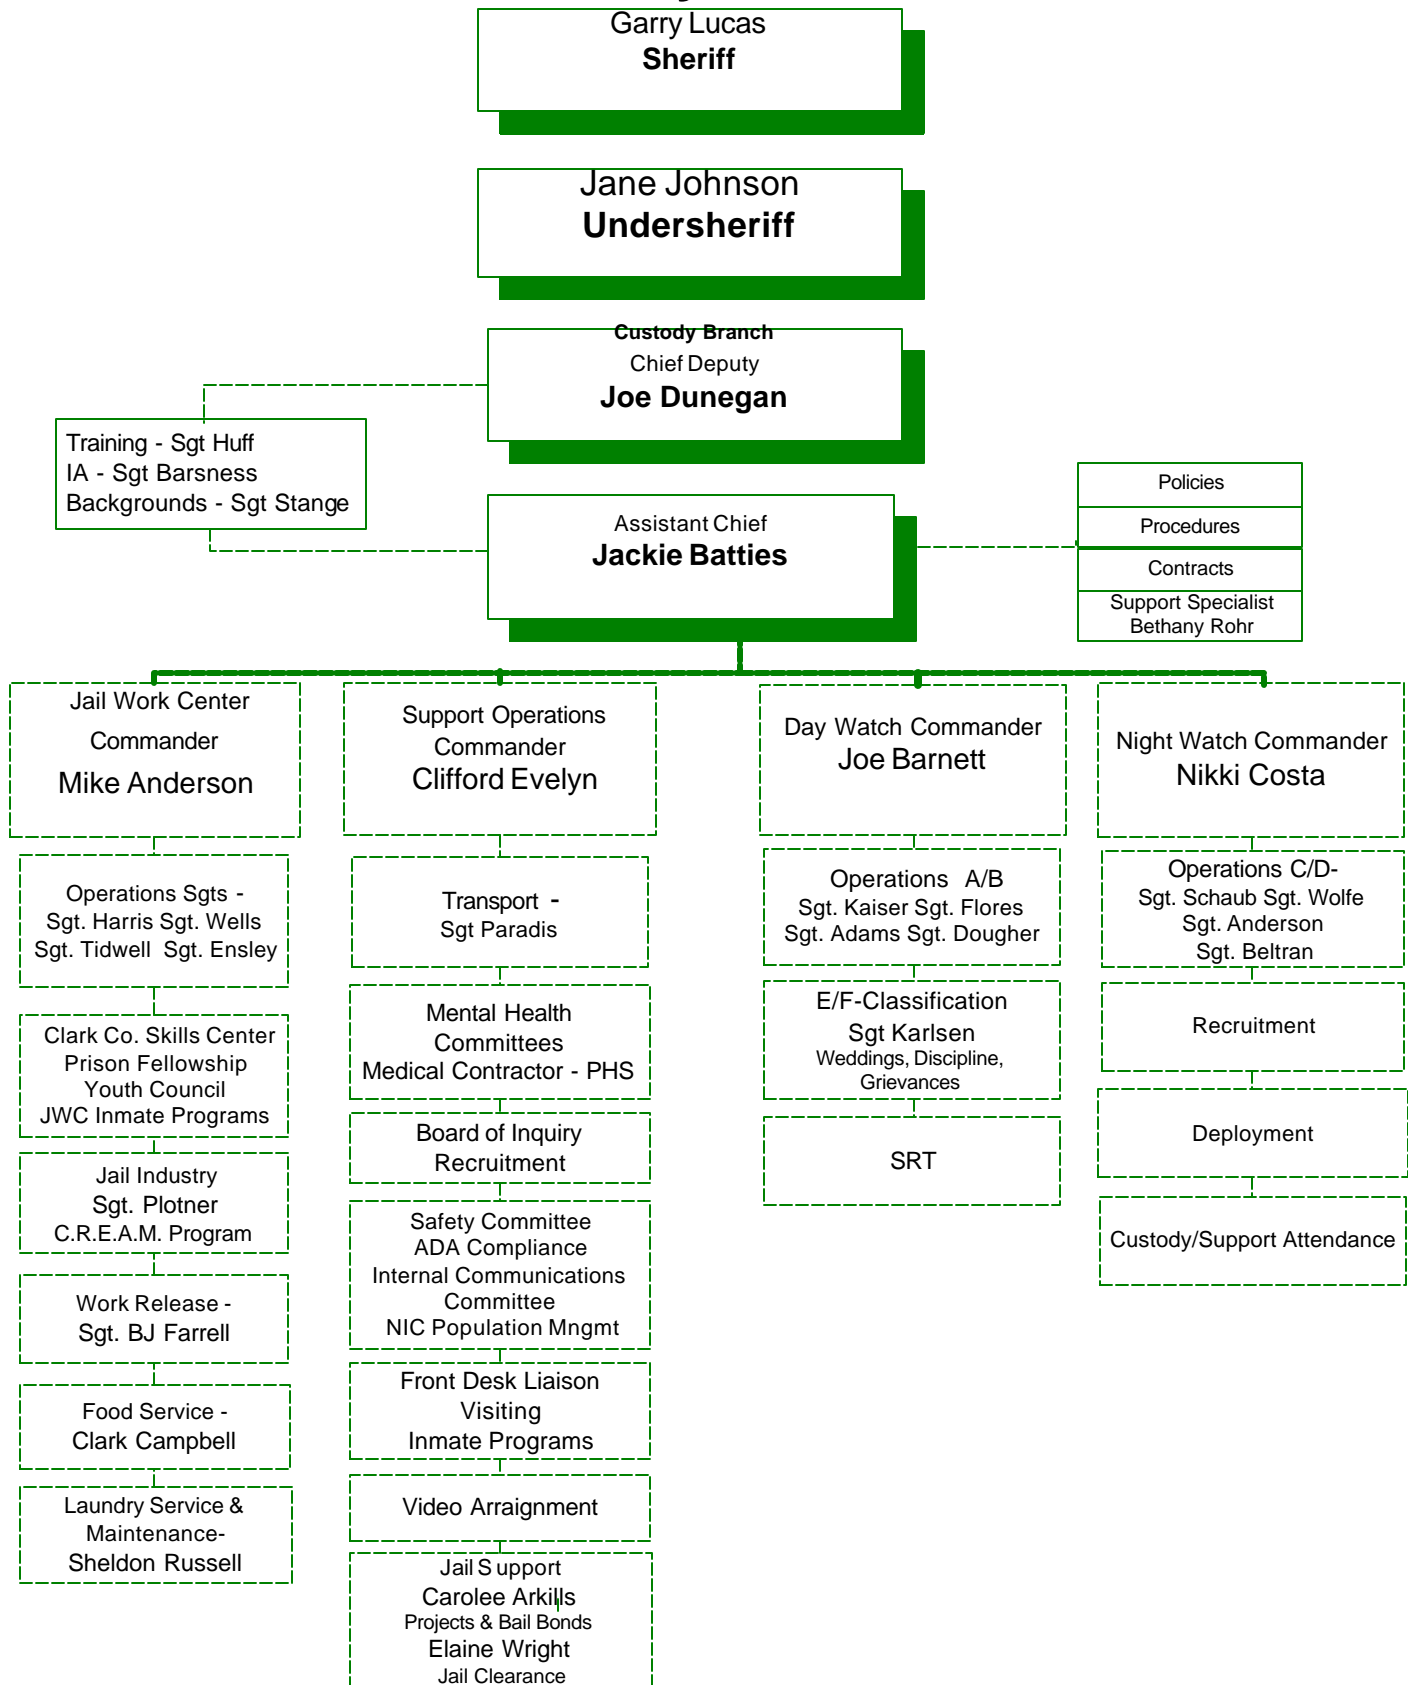 Garry Lucas
Sheriff
Jane Johnson
Undersheriff
Custody Branch
Chief Deputy
Joe Dunegan
Training - Sgt Huff
IA - Sgt Barsness
Backgrounds - Sgt Stange
Assistant Chief
Jackie Batties
Policies
Procedures
Contracts
Support Specialist
Bethany Rohr
Jail Work Center
Commander
Mike Anderson
Operations Sgts -
Sgt. Harris Sgt. Wells
Sgt. Tidwell Sgt. Ensley
Clark Co. Skills Center
Prison Fellowship
Youth Council
JWC Inmate Programs
Jail Industry
Sgt. Plotner
C.R.E.A.M. Program
Work Release -
Sgt. BJ Farrell
Food Service -
Clark Campbell
Laundry Service &
Maintenance-
Sheldon Russell
Support Operations
Commander
Clifford Evelyn
Transport -
Sgt Paradis
Mental Health
Committees
Medical Contractor - PHS
Board of Inquiry
Recruitment
Safety Committee
ADA Compliance
Internal Communications
Committee
NIC Population Mngmt
Front Desk Liaison
Visiting
Inmate Programs
Video Arraignment
Jail Support
Carolee Arkills
Projects & Bail Bonds
Elaine Wright
Jail Clearance
Day Watch Commander
Joe Barnett
Operations A/B
Sgt. Kaiser Sgt. Flores
Sgt. Adams Sgt. Dougher
E/F-Classification
Sgt Karlsen
Weddings, Discipline,
Grievances
SRT
Night Watch Commander
Nikki Costa
Operations C/D-
Sgt. Schaub Sgt. Wolfe
Sgt. Anderson
Sgt. Beltran
Recruitment
Deployment
Custody/Support Attendance